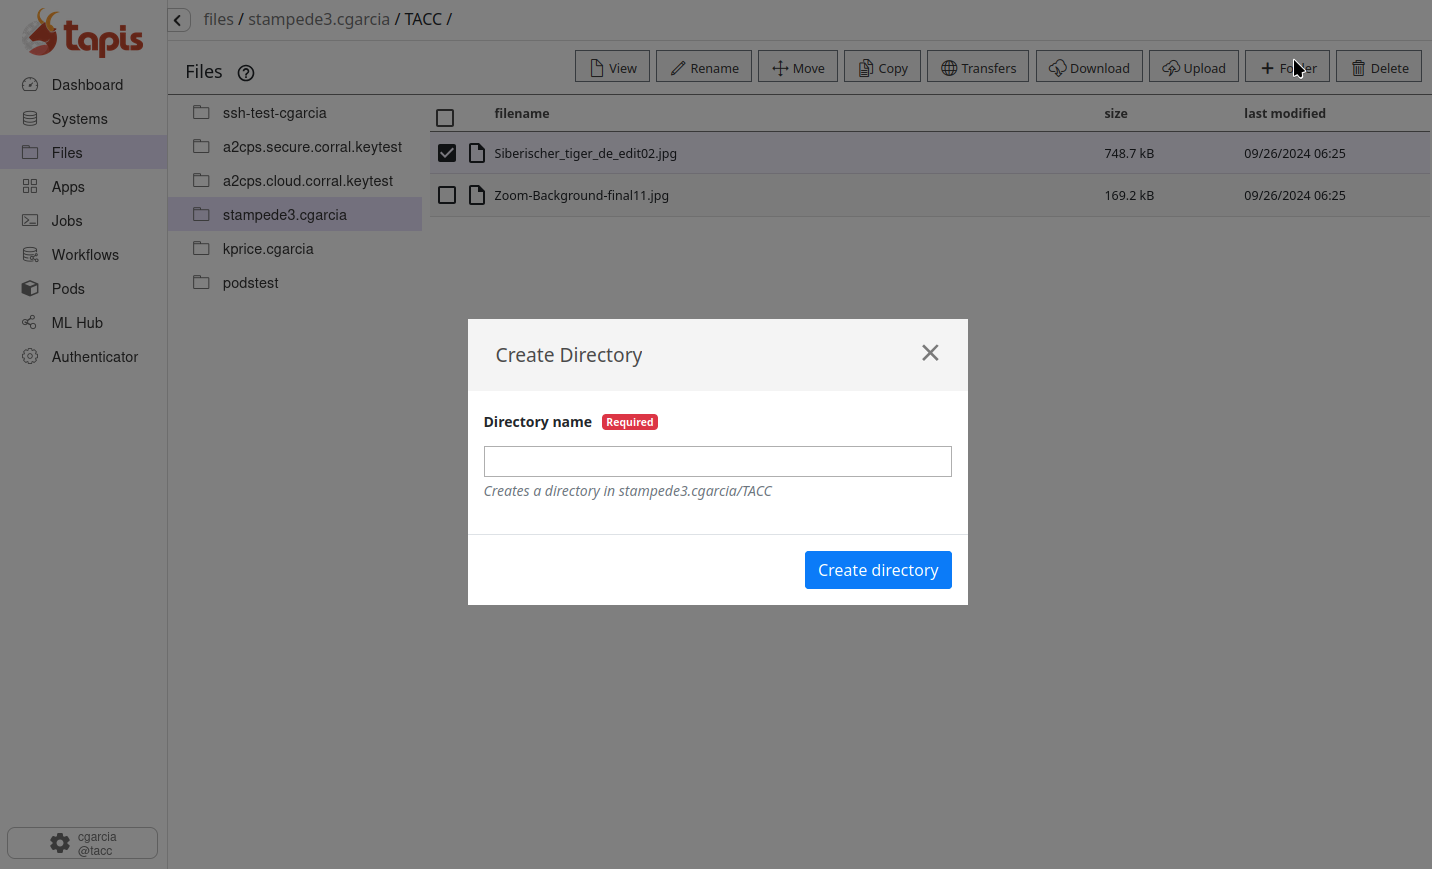 tapis
files / stampede3.cgarcia / TACC /
Files
View
Rename
Move
Copy
Transfers
Download
Upload
Delete
Dashboard
Systems
Files
Apps
Jobs
Workflows
Pods
ML Hub
Authenticator
ssh-test-cgarcia
a2cps.secure.corral.keytest
a2cps.cloud.corral.keytest
stampede3.cgarcia
kprice.cgarcia
podstest
filename size last modified
Siberischer_tiger_de_edit02.jpg 748.7 kB 09/26/2024 06:25
Zoom-Background-final11.jpg 169.2 kB 09/26/2024 06:25
Create Directory
Directory name Required
Creates a directory in stampede3.cgarcia/TACC
Create directory
cgarcia
@tacc